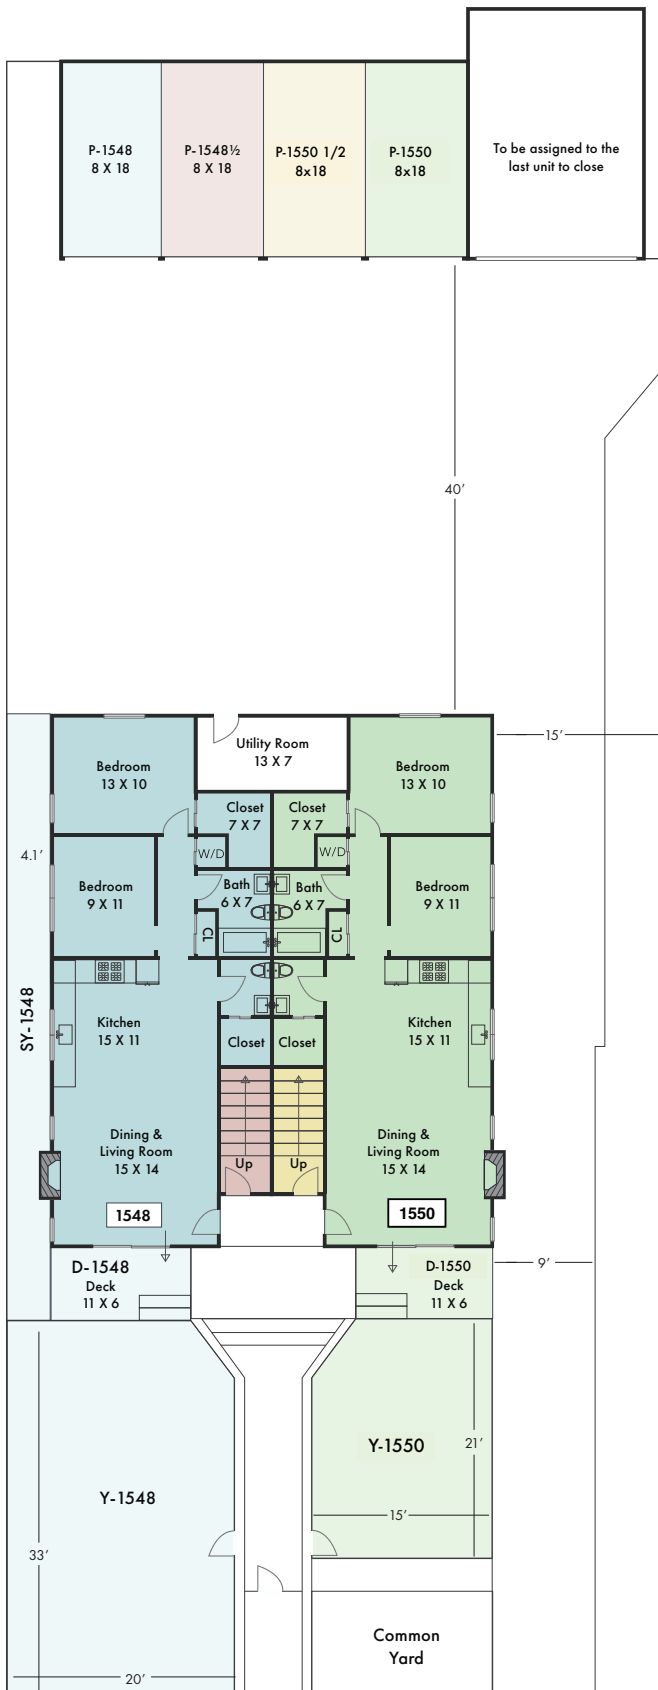 P-1548
8 X 18
P-1548½
8 X 18
P-1550 1/2
8x18
P-1550
8x18
To be assigned to the
last unit to close
40'
15'
Utility Room
13 X 7
Bedroom
13 X 10
Bedroom
13 X 10
Closet
7 X 7
Closet
7 X 7
W/D
W/D
4.1'
Bedroom
9 X 11
Bath
6 X 7
Bath
6 X 7
Bedroom
9 X 11
CL
CL
SY-1548
Kitchen
15 X 11
Kitchen
15 X 11
Closet
Closet
Dining &
Living Room
15 X 14
Up
Up
Dining &
Living Room
15 X 14
1548
1550
D-1548
Deck
11 X 6
D-1550
Deck
11 X 6
9'
Y-1548
33'
20'
Y-1550
21'
15'
Common
Yard